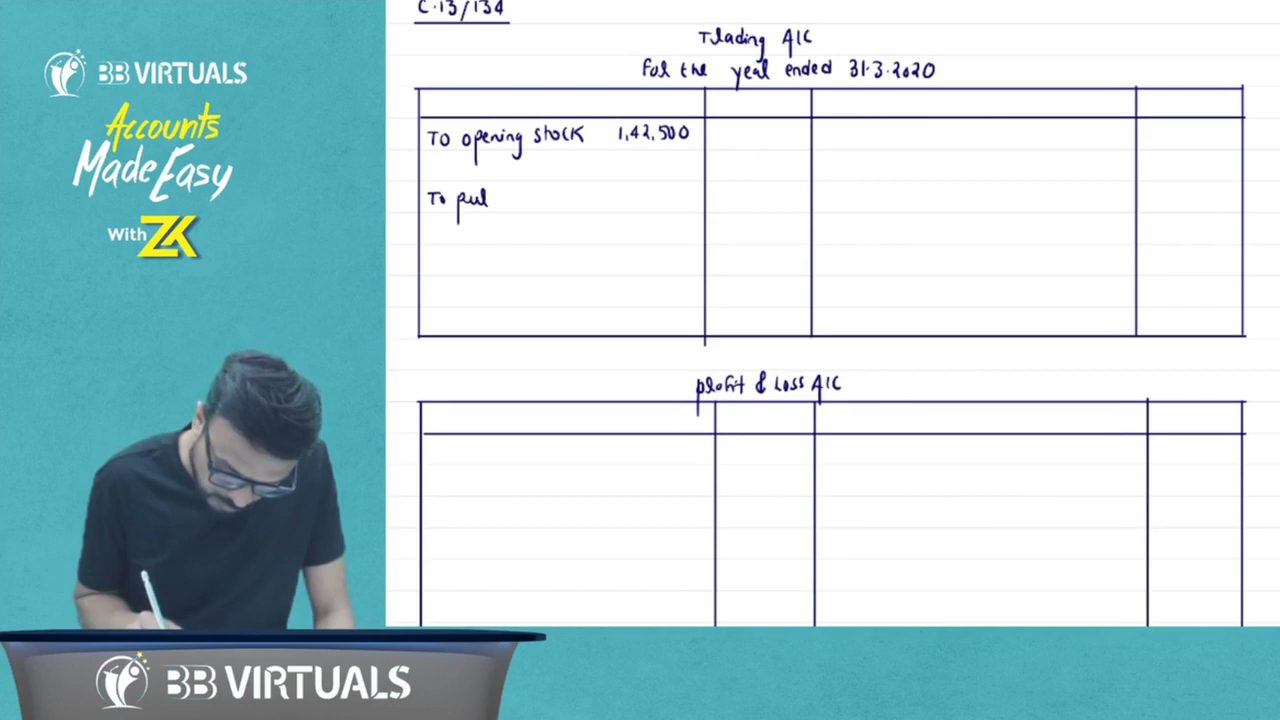 BB VIRTUALS
Accounts
Made Easy
With ZK
C.13/134
Trading A/C
For the year ended 31.3.2020
To opening stock 1,42,500
To pur
Profit & Loss A/C
BB VIRTUALS